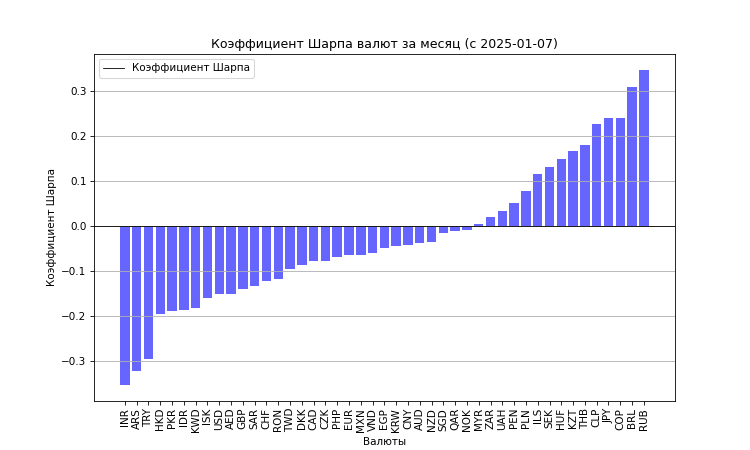 Коэффициент Шарпа валют за месяц (с 2025-01-07)
Коэффициент Шарпа
Коэффициент Шарпа
0.3
0.2
0.1
0.0
−0.1
−0.2
−0.3
INR ARS TRY HKD PKR IDR KWD ISK USD AED GBP SAR CHF RON TWD DKK CAD CZK PHP EUR MXN VND EGP KRW CNY AUD NZD SGD QAR NOK MYR ZAR UAH PEN PLN ILS SEK HUF KZT THB CLP JPY COP BRL RUB
Валюты